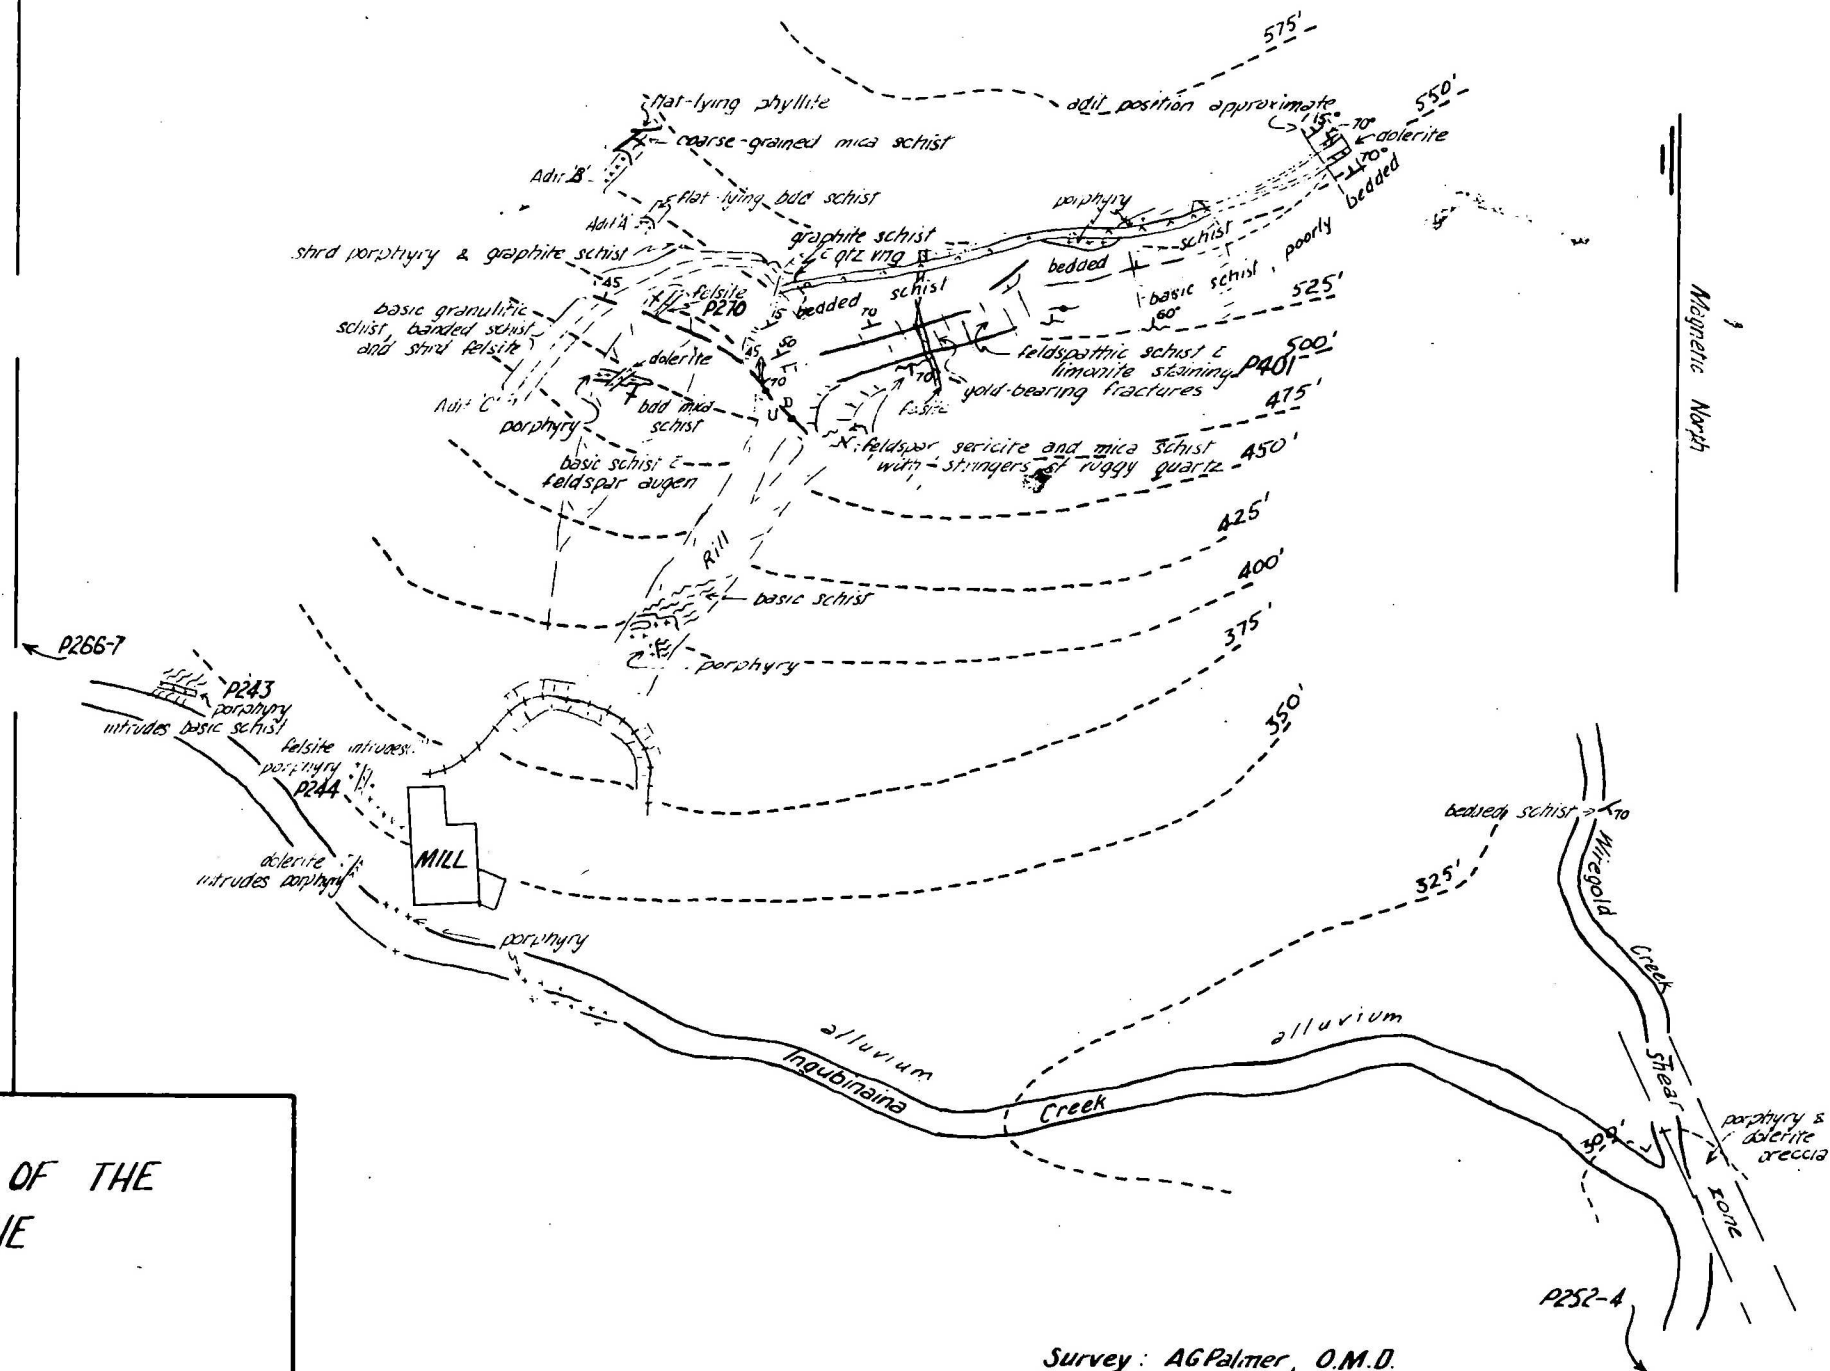 575'
flat-lying phyllite
adit position approximate
550'
15°
70°
dolerite
coarse-grained mica schist
70°
Adit 'B'
bedded
flat-lying bdd schist
porphyry
Adit 'A'
graphite schist
schist
poorly
shrd porphyry & graphite schist
c̄ qtz vng
bedded
45
felsite
schist
basic schist,
525'
basic granulitic
P270
bedded
schist, banded schist
15
70
60°
and shrd felsite
50
500'
dolerite
45
feldspathic schist c̄
limonite staining
P401
70
70
gold-bearing fractures
475'
Adit 'C'
bdd mica
schist
porphyry
feldspar sericite and mica schist
450'
with stringers of vuggy quartz
basic schist c̄
feldspar augen
425'
Rill
400'
basic schist
375'
P266-7
porphyry
P243
porphyry
intrudes basic schist
350'
felsite intrudes
porphyry
P244
bedded schist
70
MILL
Wiregold
dolerite
intrudes porphyry
325'
porphyry
Creek
alluvium
alluvium
Ingubinaina
Creek
Shear
zone
300'
porphyry &
dolerite
breccia
P252-4
Magnetic North
OF THE
Survey: AG Palmer, O.M.D.